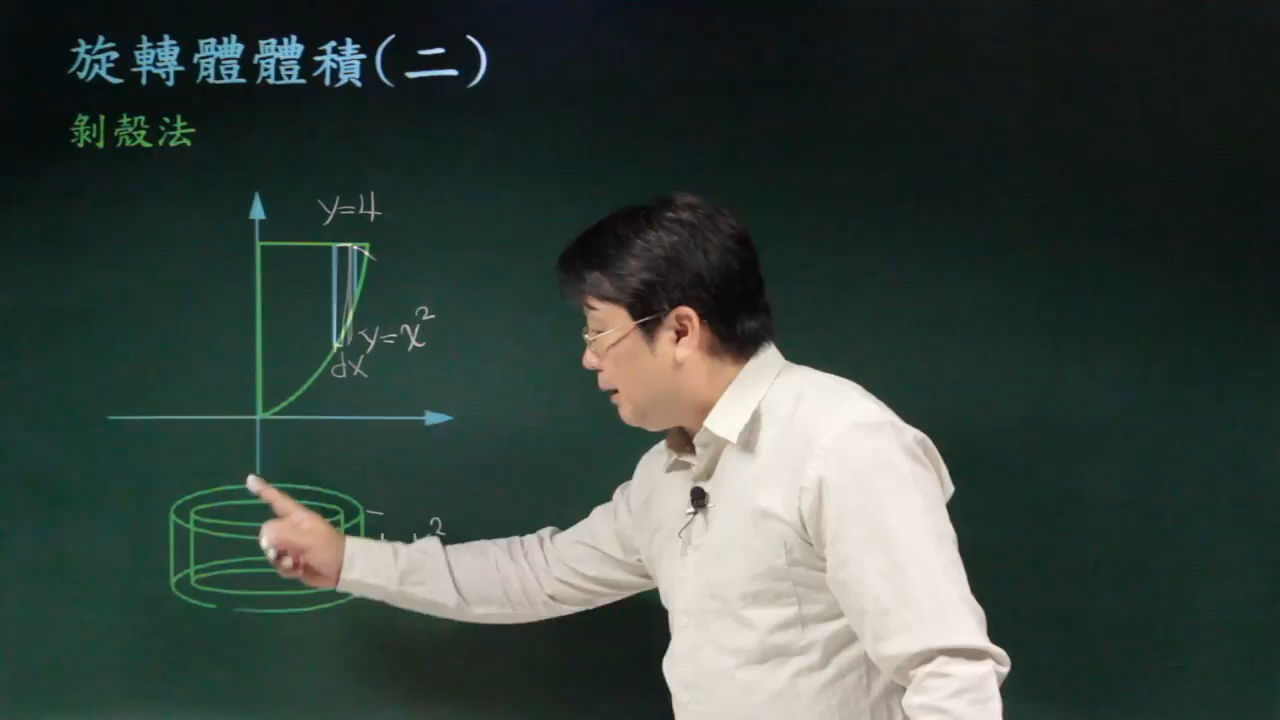 旋轉體體積(二)
剝殼法
y=4
y=x²
dx